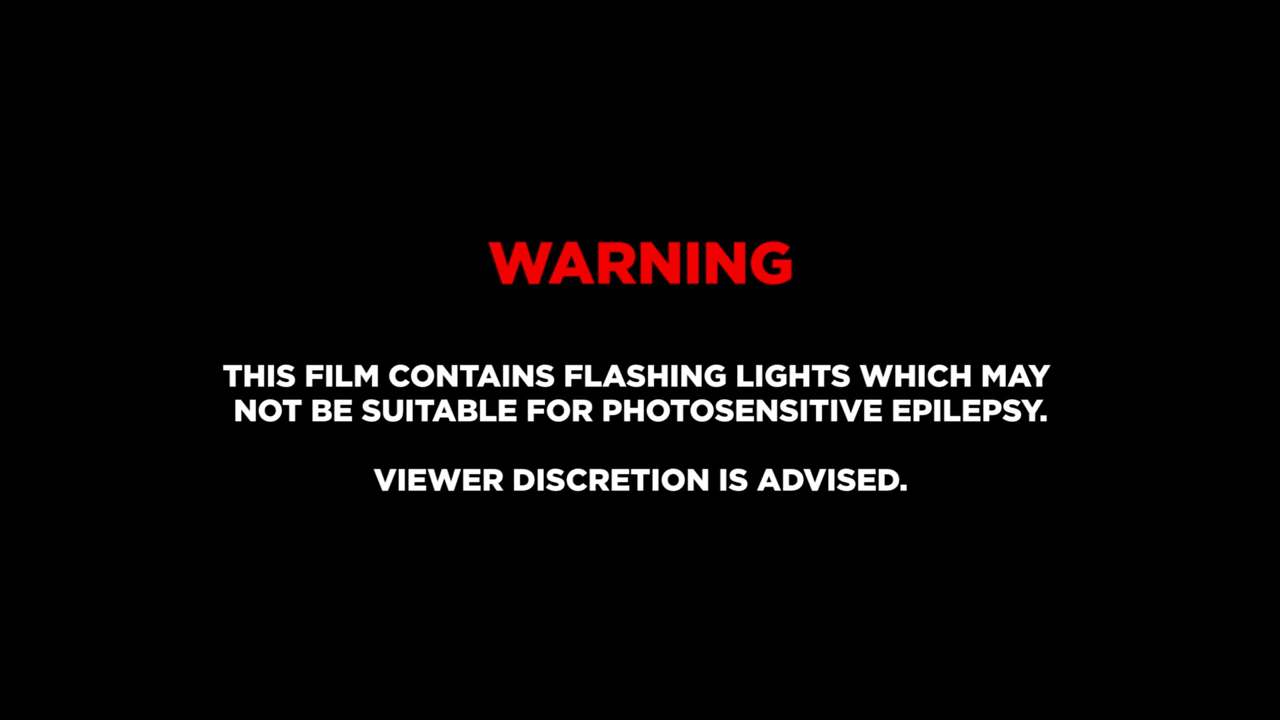 WARNING
THIS FILM CONTAINS FLASHING LIGHTS WHICH MAY
NOT BE SUITABLE FOR PHOTOSENSITIVE EPILEPSY.
VIEWER DISCRETION IS ADVISED.